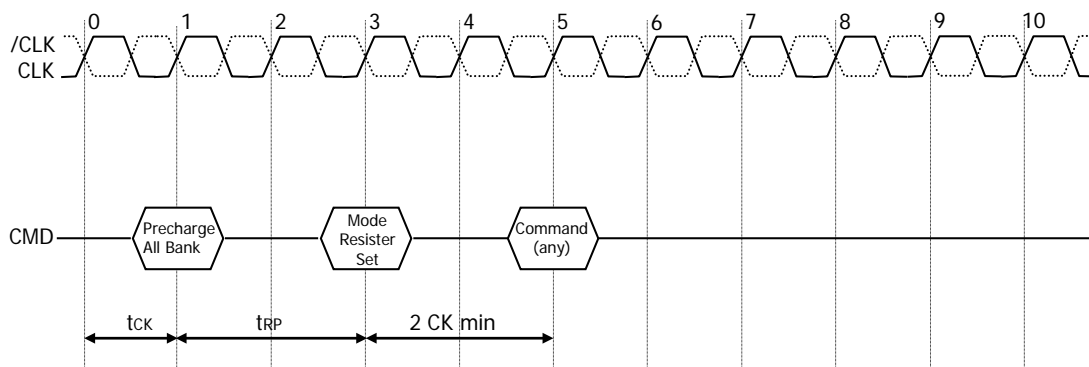 0 1 2 3 4 5 6 7 8 9 10
/CLK
CLK
CMD
Precharge
All Bank
Mode
Resister
Set
Command
(any)
tCK
tRP
2 CK min